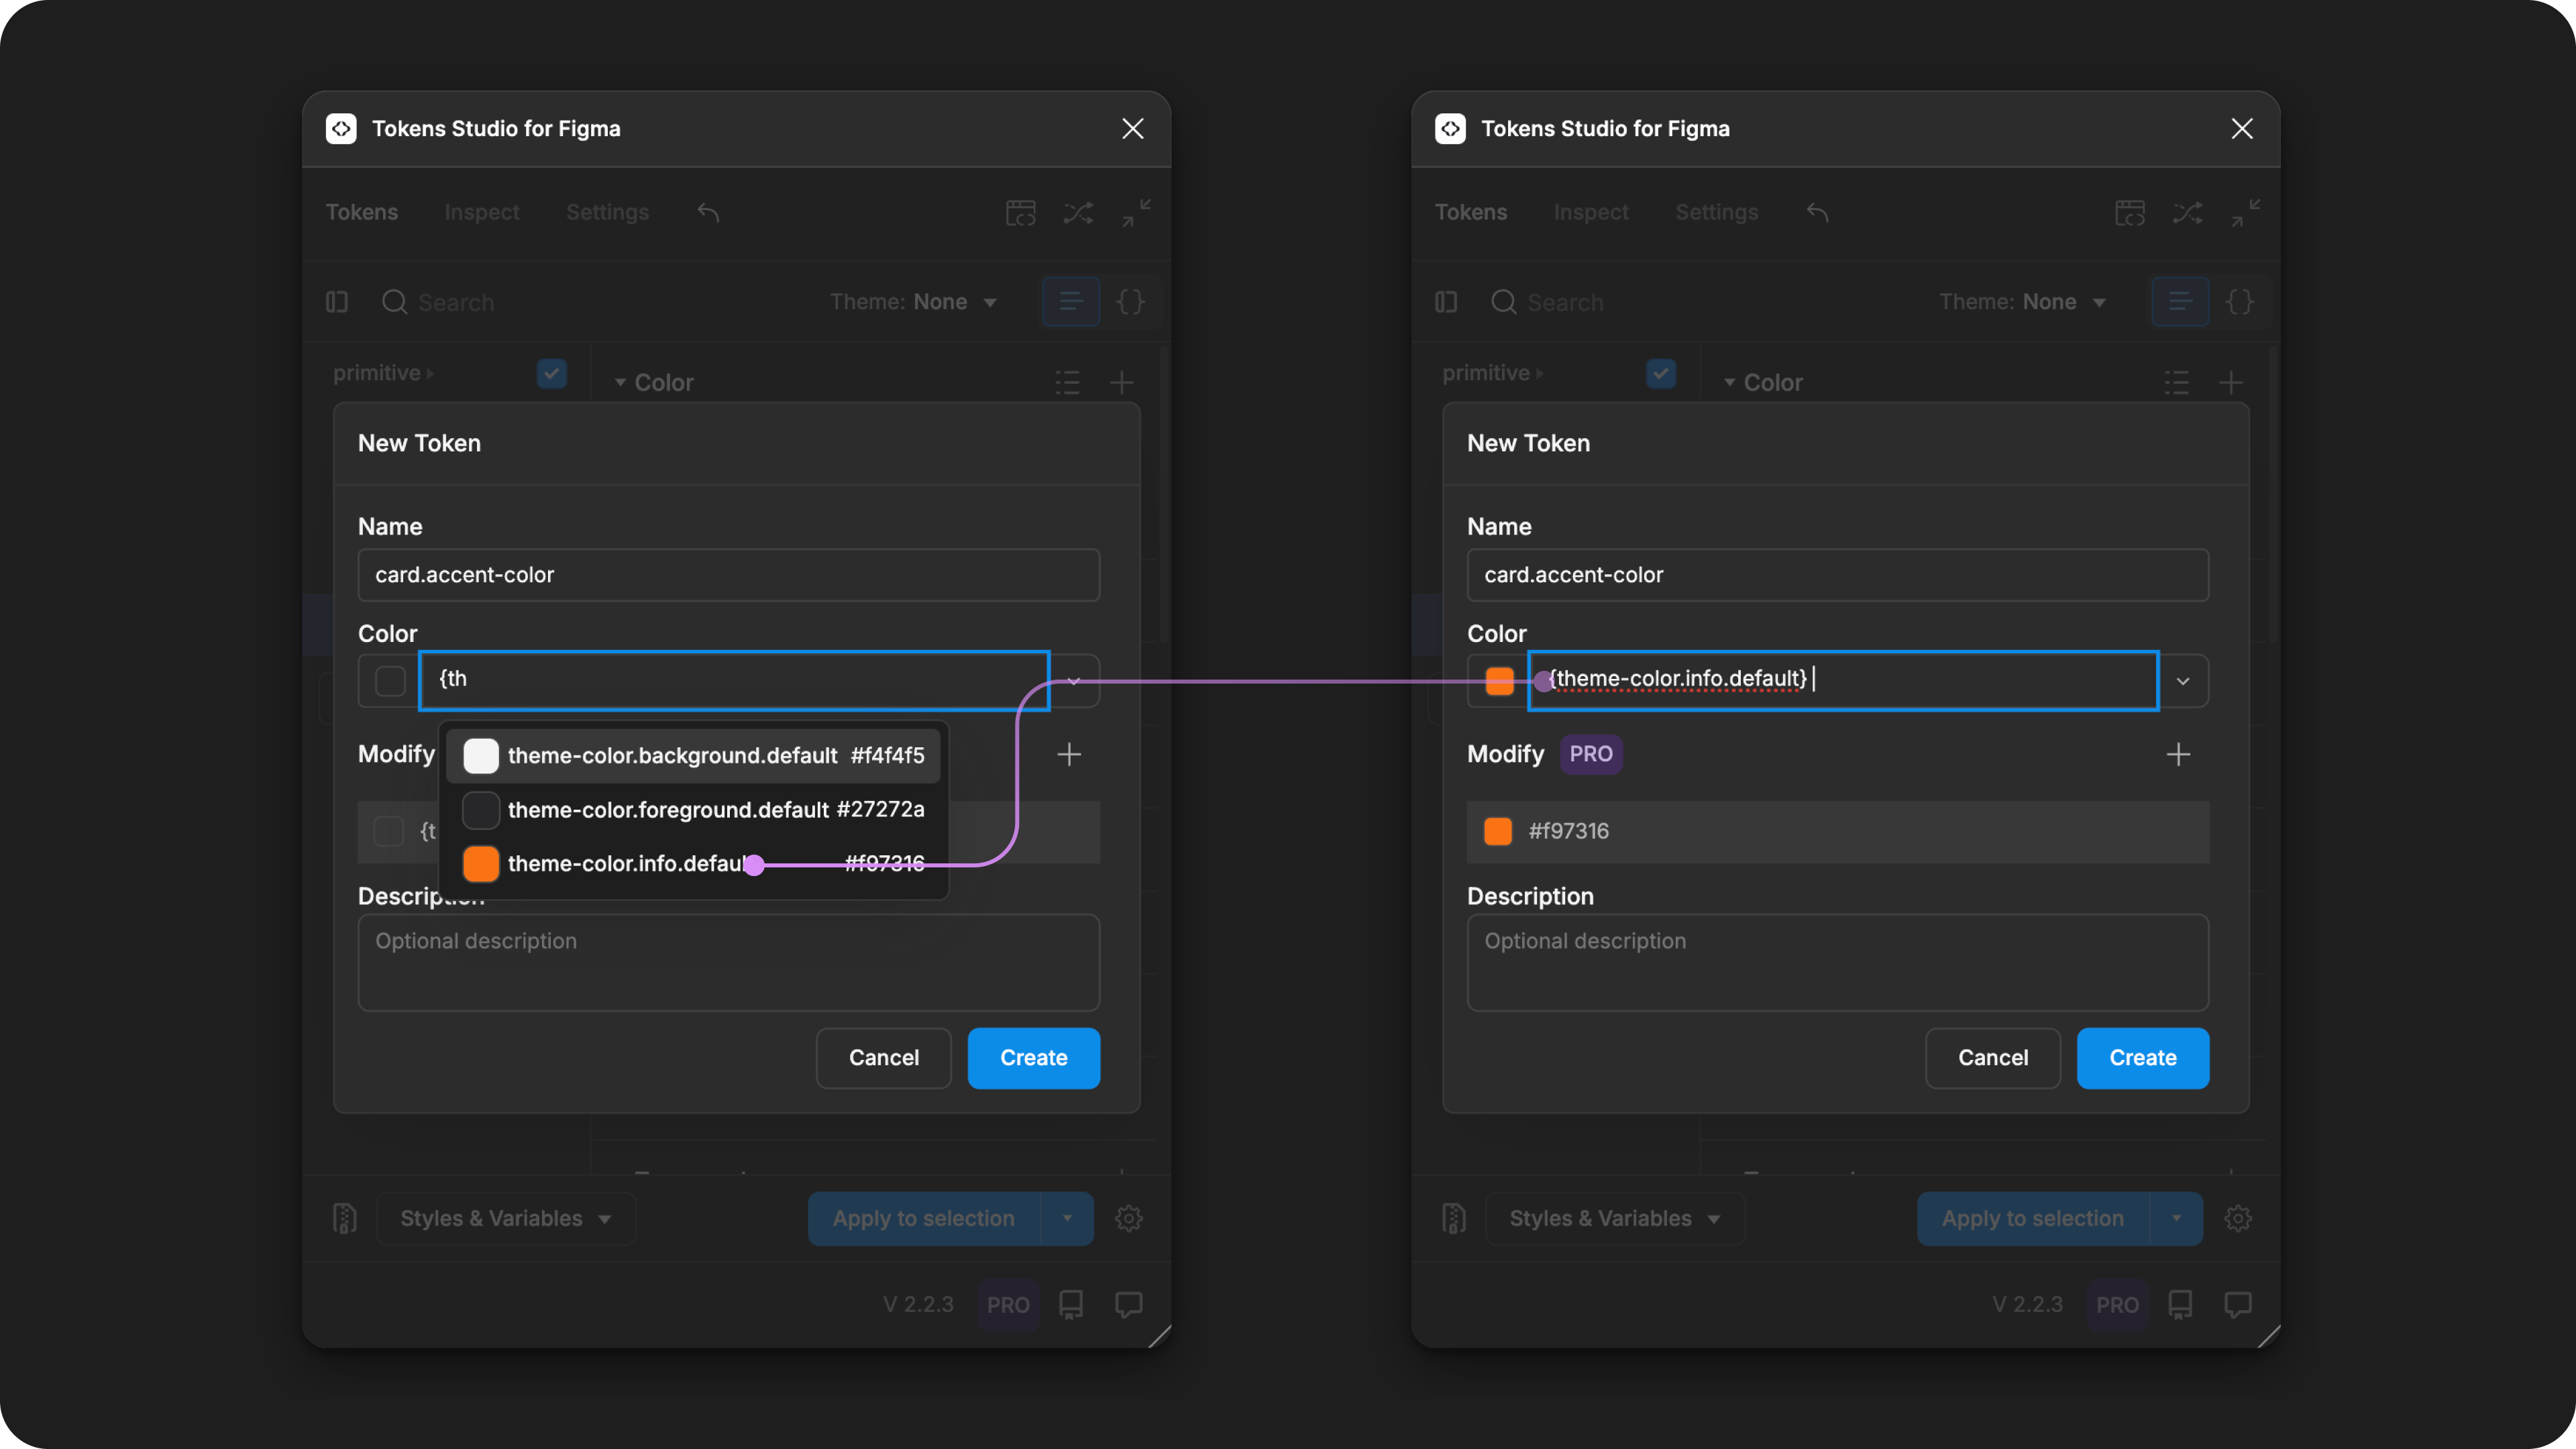 Tokens Studio for Figma
Tokens Inspect Settings
Search Theme: None
primitive Color
New Token
Name
card.accent-color
Color
{th
theme-color.background.default #f4f4f5
Modify
theme-color.foreground.default #27272a
{t
theme-color.info.defaul #f97316
Descrip
Optional description
Cancel Create
Styles & Variables Apply to selection
V 2.2.3 PRO
Tokens Studio for Figma
Tokens Inspect Settings
Search Theme: None
primitive Color
New Token
Name
card.accent-color
Color
{theme-color.info.default}
Modify PRO
#f97316
Description
Optional description
Cancel Create
Styles & Variables Apply to selection
V 2.2.3 PRO